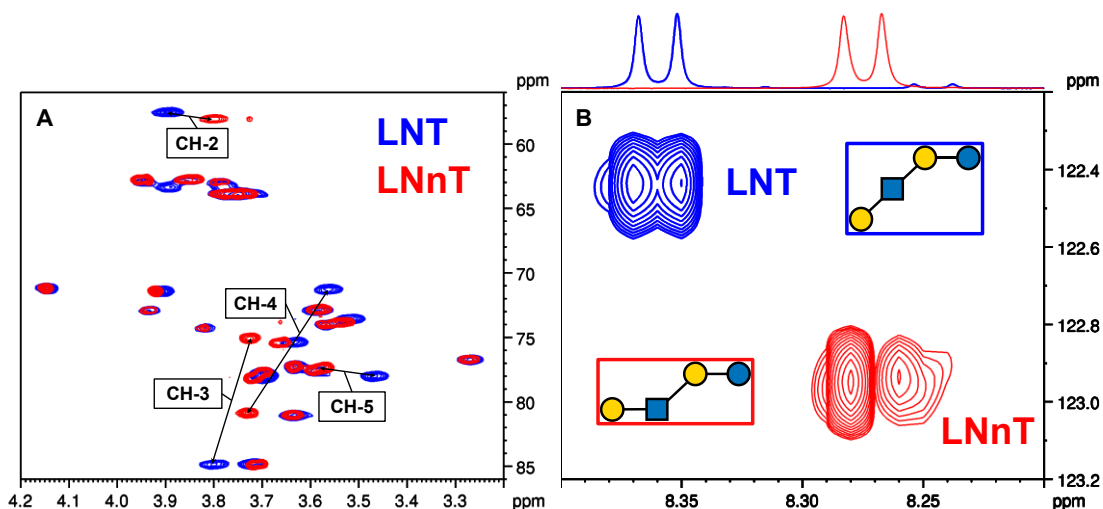 A
LNT
LNnT
CH-2
CH-4
CH-3
CH-5
ppm
60
65
70
75
80
85
4.2 4.1 4.0 3.9 3.8 3.7 3.6 3.5 3.4 3.3 ppm
B
LNT
LNnT
ppm
122.4
122.6
122.8
123.0
123.2
8.35 8.30 8.25 ppm